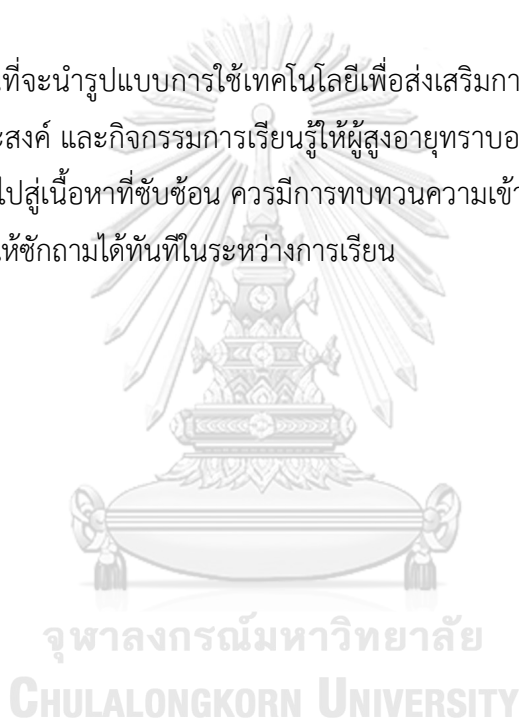 ที่จะนำรูปแบบการใช้เทคโนโลยีเพื่อส่งเสริมกา
ะสงค์ และกิจกรรมการเรียนรู้ให้ผู้สูงอายุทราบอ
ไปสู่เนื้อหาที่ซับซ้อน ควรมีการทบทวนความเข้า
ห้ซักถามได้ทันทีในระหว่างการเรียน
จุฬาลงกรณ์มหาวิทยาลัย
CHULALONGKORN UNIVERSITY